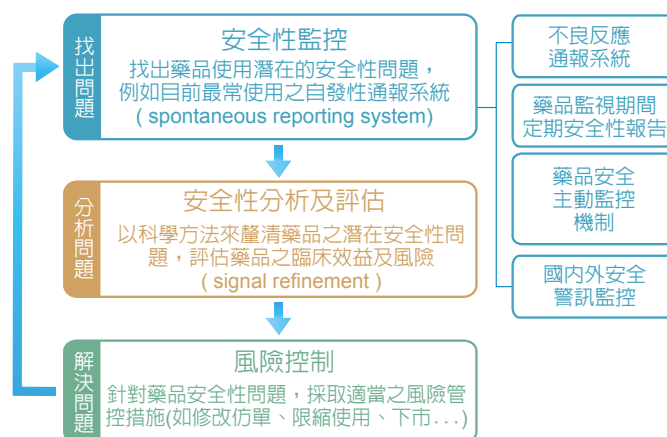 找出問題
安全性監控
找出藥品使用潛在的安全性問題，
例如目前最常使用之自發性通報系統
( spontaneous reporting system)
不良反應
通報系統
藥品監視期間
定期安全性報告
藥品安全
主動監控
機制
國內外安全
警訊監控
分析問題
安全性分析及評估
以科學方法來釐清藥品之潛在安全性問
題，評估藥品之臨床效益及風險
( signal refinement )
解決問題
風險控制
針對藥品安全性問題，採取適當之風險管
控措施(如修改仿單、限縮使用、下市...)